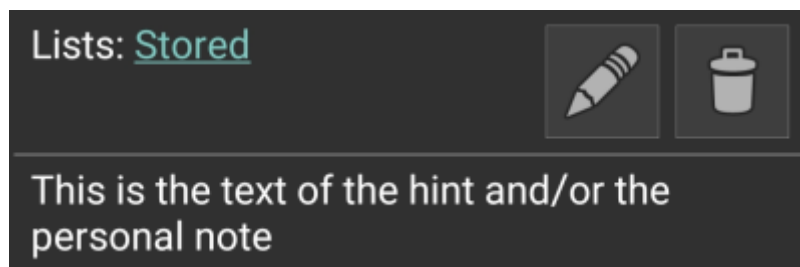 Lists: Stored
This is the text of the hint and/or the
personal note